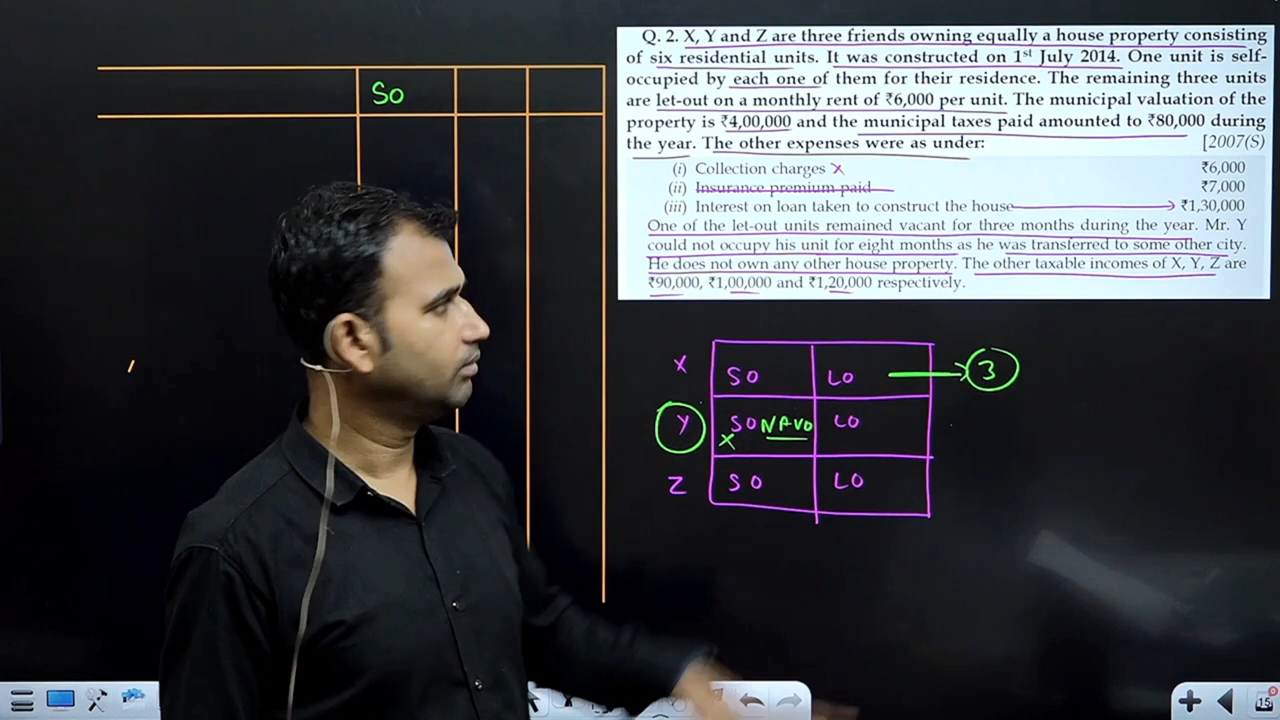 Q. 2. X, Y and Z are three friends owning equally a house property consisting
of six residential units. It was constructed on 1st July 2014. One unit is self-
occupied by each one of them for their residence. The remaining three units
are let-out on a monthly rent of ₹6,000 per unit. The municipal valuation of the
property is ₹4,00,000 and the municipal taxes paid amounted to ₹80,000 during
the year. The other expenses were as under: [2007(S)
(i) Collection charges x ₹6,000
(ii) Insurance premium paid ₹7,000
(iii) Interest on loan taken to construct the house → ₹1,30,000
One of the let-out units remained vacant for three months during the year. Mr. Y
could not occupy his unit for eight months as he was transferred to some other city.
He does not own any other house property. The other taxable incomes of X, Y, Z are
₹90,000, ₹1,00,000 and ₹1,20,000 respectively.
SO
X SO LO → 3
Y x SO NAVO LO
Z SO LO
15